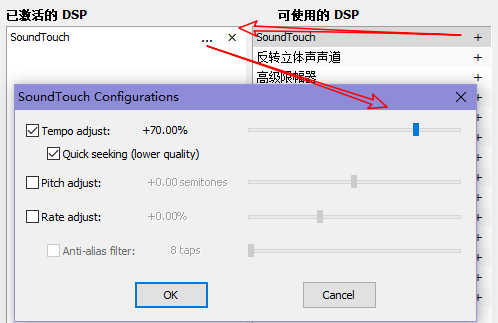 已激活的 DSP
可使用的 DSP
SoundTouch ... ×
SoundTouch +
反转立体声声道 +
高级限幅器 +
SoundTouch Configurations
Tempo adjust: +70.00%
Quick seeking (lower quality)
Pitch adjust: +0.00 semitones
Rate adjust: +0.00%
Anti-alias filter: 8 taps
OK
Cancel